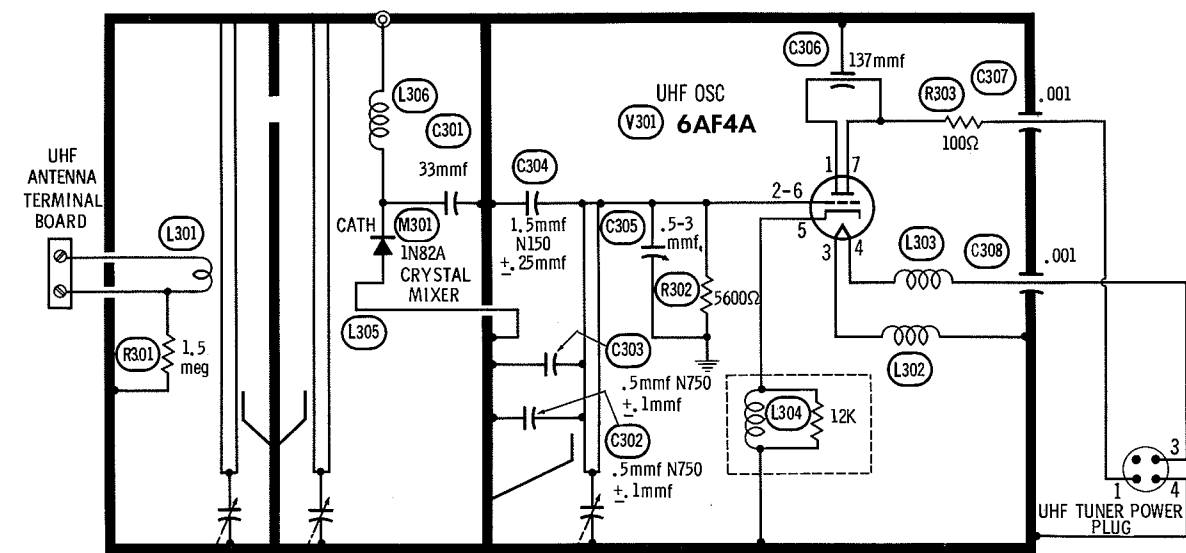 UHF
ANTENNA
TERMINAL
BOARD
L301
R301
1.5
meg
L306
C301
33mmf
CATH
M301
1N82A
CRYSTAL
MIXER
L305
C304
1.5mmf
N150
±.25mmf
C305
.5-3
mmf.
R302
5600Ω
C303
.5mmf N750
±.1mmf
C302
.5mmf N750
±.1mmf
UHF OSC
V301 6AF4A
C306
137mmf
R303
100Ω
C307
.001
1 7
2-6
5
3 4
L303
C308
.001
L302
L304
12K
3
1 4
UHF TUNER POWER
PLUG